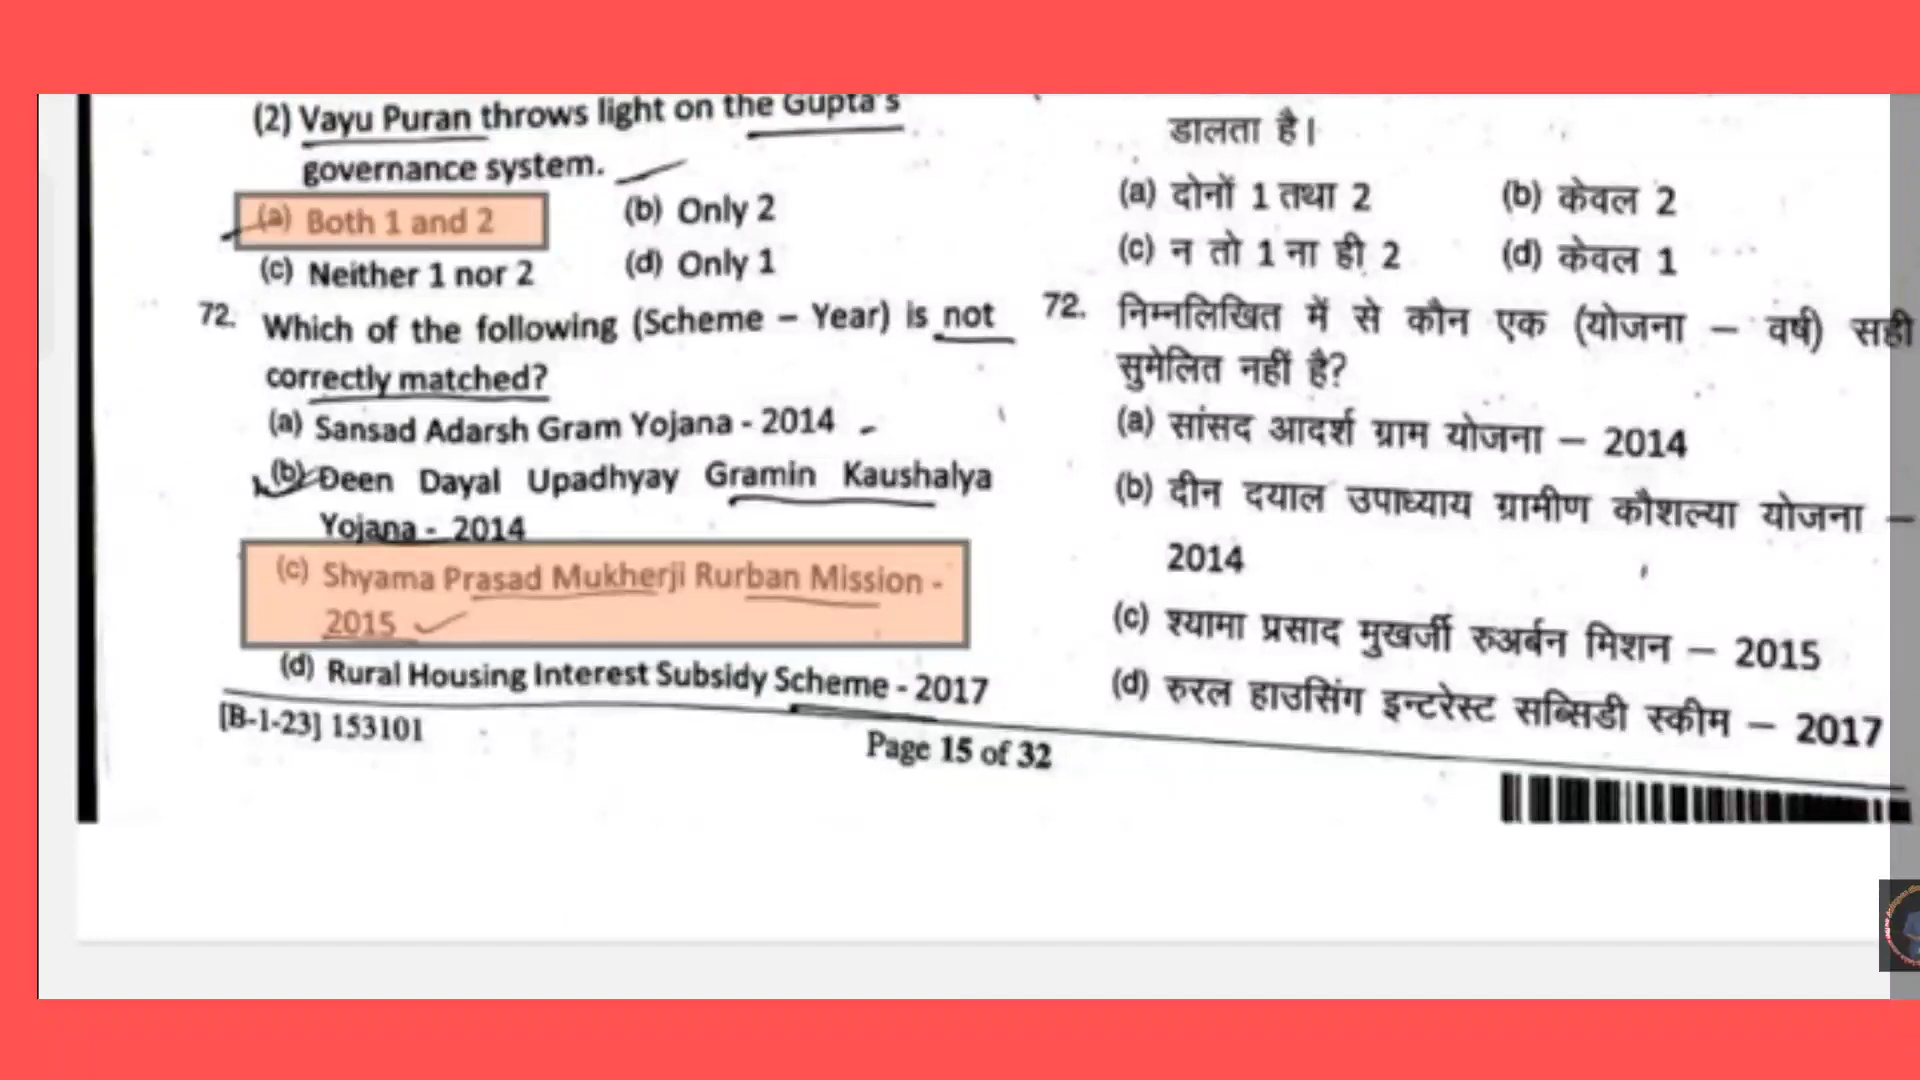 (2) Vayu Puran throws light on the Gupta's
governance system.
(a) Both 1 and 2 (b) Only 2
(c) Neither 1 nor 2 (d) Only 1
72. Which of the following (Scheme – Year) is not
correctly matched?
(a) Sansad Adarsh Gram Yojana - 2014
(b) Deen Dayal Upadhyay Gramin Kaushalya
Yojana - 2014
(c) Shyama Prasad Mukherji Rurban Mission -
2015
(d) Rural Housing Interest Subsidy Scheme - 2017
[B-1-23] 153101
Page 15 of 32
डालता है।
(a) दोनों 1 तथा 2 (b) केवल 2
(c) न तो 1 ना ही 2 (d) केवल 1
72. निम्नलिखित में से कौन एक (योजना – वर्ष) सही
सुमेलित नहीं है?
(a) सांसद आदर्श ग्राम योजना – 2014
(b) दीन दयाल उपाध्याय ग्रामीण कौशल्या योजना –
2014
(c) श्यामा प्रसाद मुखर्जी रुअर्बन मिशन – 2015
(d) रुरल हाउसिंग इन्टरेस्ट सब्सिडी स्कीम – 2017